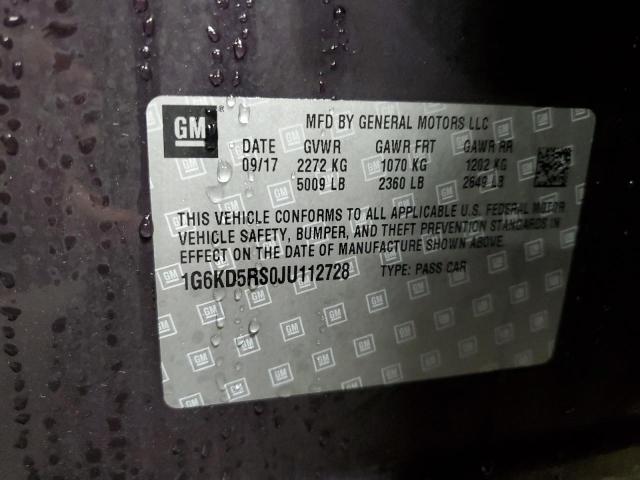 GM
MFD BY GENERAL MOTORS LLC
DATE GVWR GAWR FRT GAWR RR
09/17 2272 KG 1070 KG 1202 KG
5009 LB 2360 LB 2649 LB
THIS VEHICLE CONFORMS TO ALL APPLICABLE U.S. FEDERAL MOTOR
VEHICLE SAFETY, BUMPER, AND THEFT PREVENTION STANDARDS IN
EFFECT ON THE DATE OF MANUFACTURE SHOWN ABOVE.
1G6KD5RS0JU112728 TYPE: PASS CAR